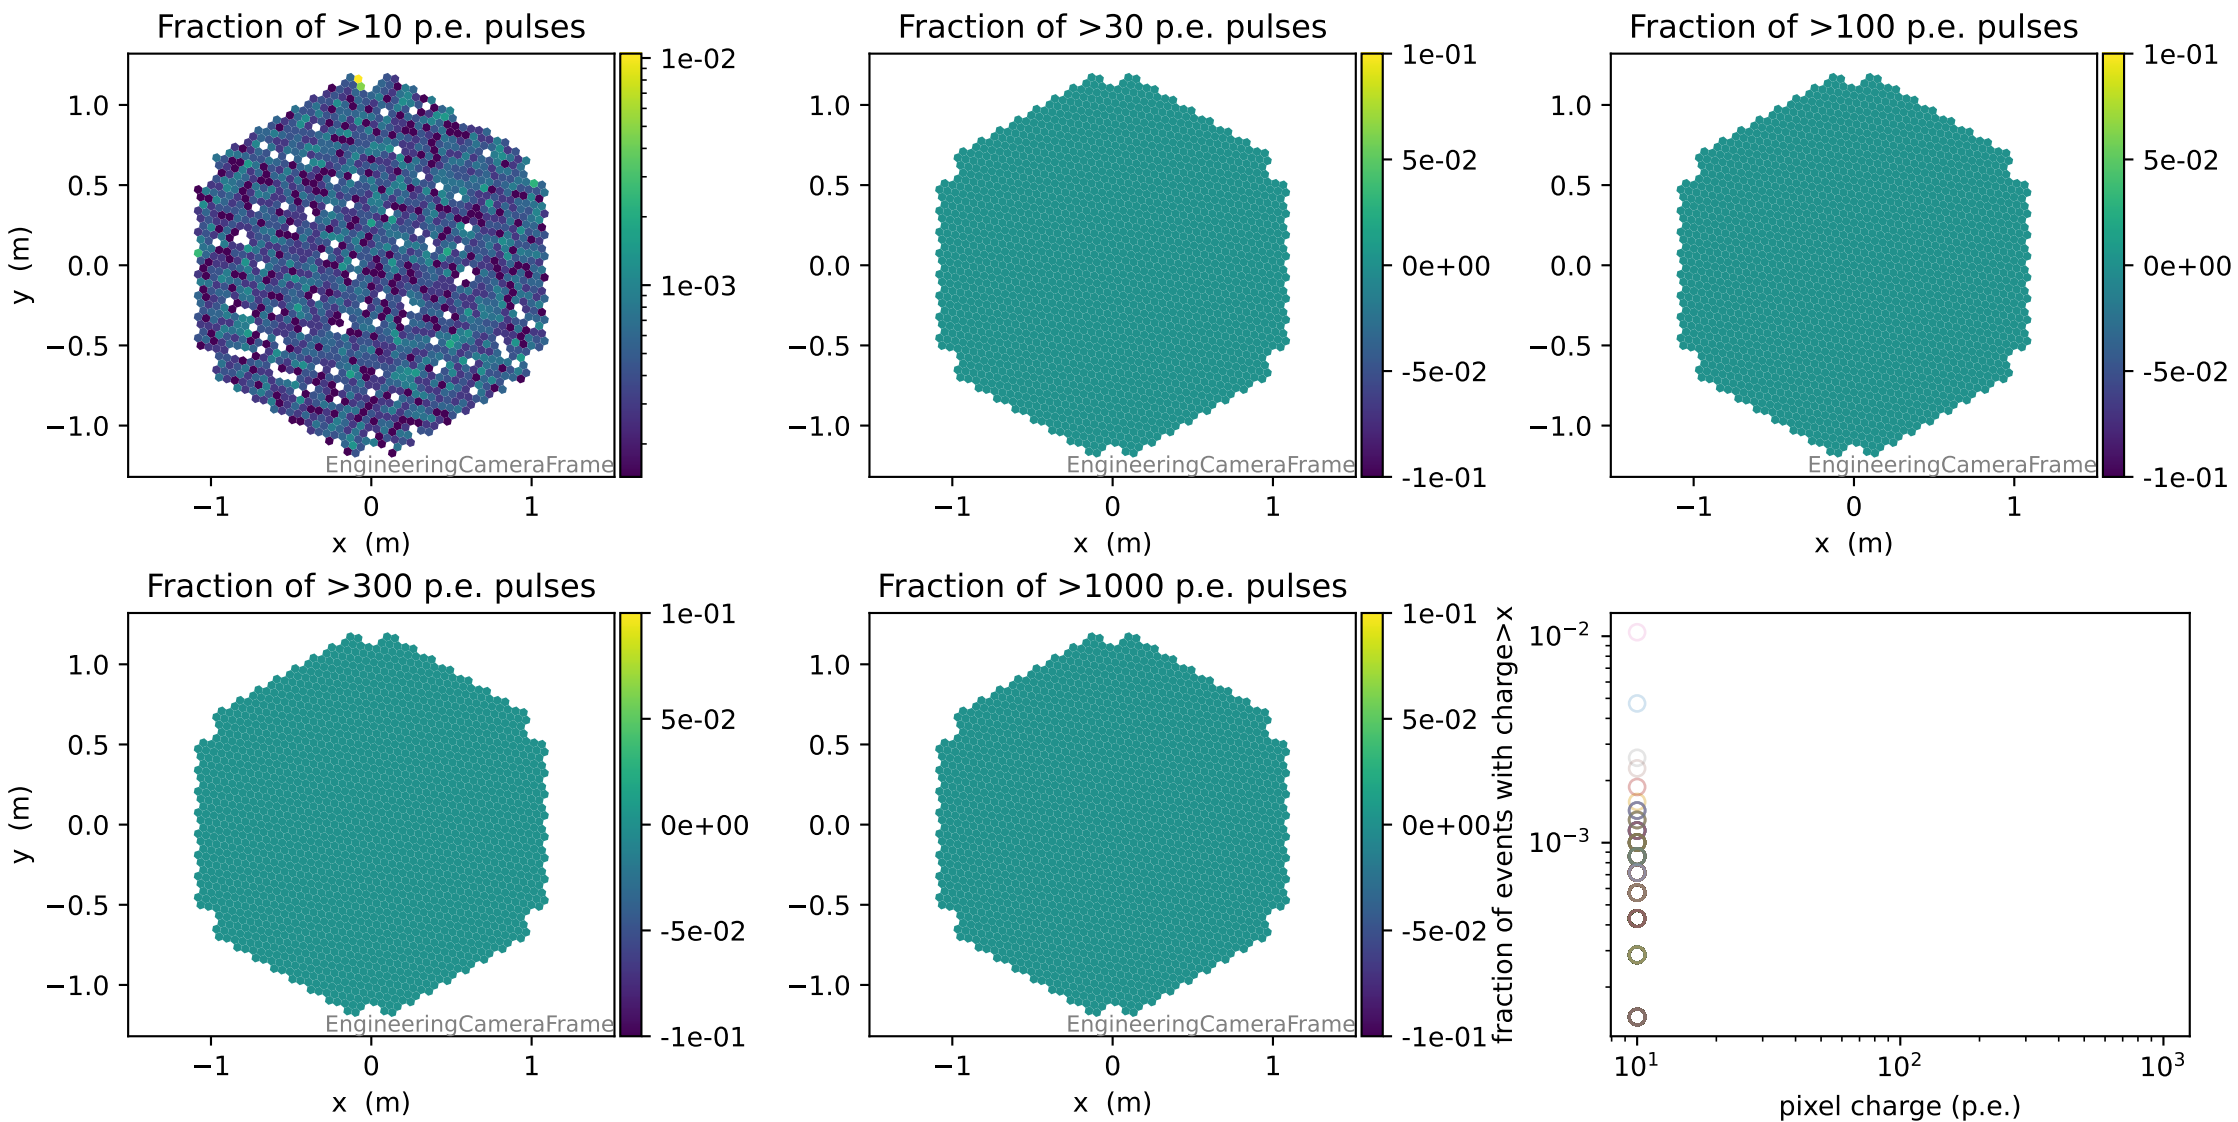 Fraction of >10 p.e. pulses
Fraction of >30 p.e. pulses
Fraction of >100 p.e. pulses
y (m)
1.0
0.5
0.0
−0.5
−1.0
EngineeringCameraFrame
−1
0
1
x (m)
1e-02
1e-03
1.0
0.5
0.0
−0.5
−1.0
EngineeringCameraFrame
−1
0
1
x (m)
1e-01
5e-02
0e+00
-5e-02
-1e-01
1.0
0.5
0.0
−0.5
−1.0
EngineeringCameraFrame
−1
0
1
x (m)
1e-01
5e-02
0e+00
-5e-02
-1e-01
Fraction of >300 p.e. pulses
Fraction of >1000 p.e. pulses
y (m)
1.0
0.5
0.0
−0.5
−1.0
EngineeringCameraFrame
−1
0
1
x (m)
1e-01
5e-02
0e+00
-5e-02
-1e-01
1.0
0.5
0.0
−0.5
−1.0
EngineeringCameraFrame
−1
0
1
x (m)
1e-01
5e-02
0e+00
-5e-02
-1e-01
fraction of events with charge>x
10⁻²
10⁻³
10¹
10²
10³
pixel charge (p.e.)